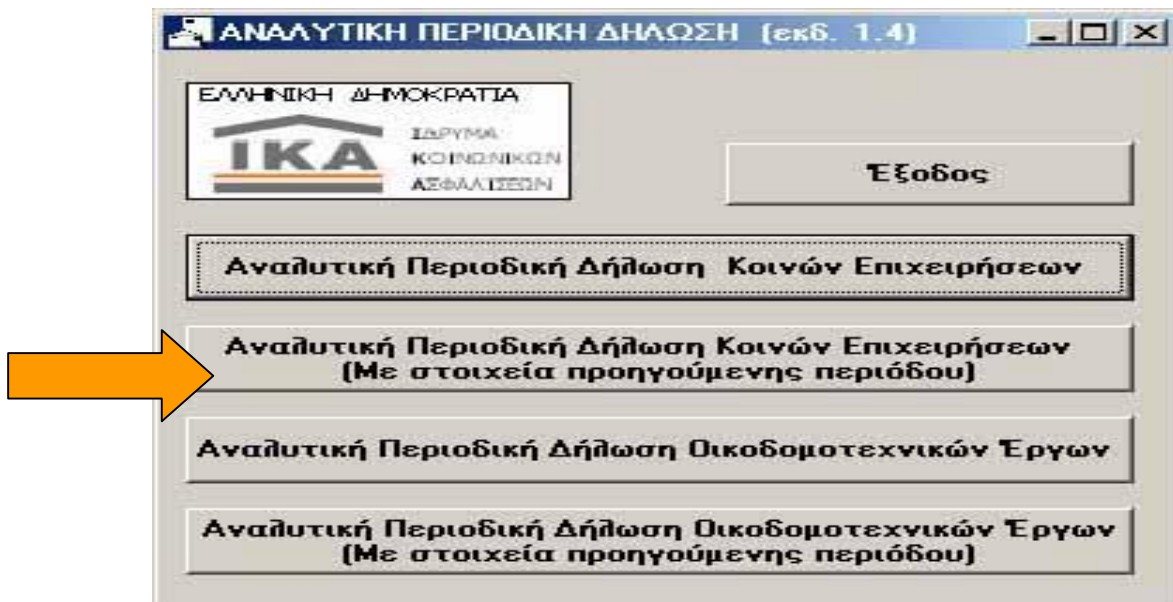 ΑΝΑΛΥΤΙΚΗ ΠΕΡΙΟΔΙΚΗ ΔΗΛΩΣΗ (εκδ. 1.4)
ΕΛΛΗΝΙΚΗ ΔΗΜΟΚΡΑΤΙΑ
ΙΚΑ
ΙΔΡΥΜΑ
ΚΟΙΝΩΝΙΚΩΝ
ΑΣΦΑΛΙΣΕΩΝ
Έξοδος
Αναλυτική Περιοδική Δήλωση Κοινών Επιχειρήσεων
Αναλυτική Περιοδική Δήλωση Κοινών Επιχειρήσεων
(Με στοιχεία προηγούμενης περιόδου)
Αναλυτική Περιοδική Δήλωση Οικοδομοτεχνικών Έργων
Αναλυτική Περιοδική Δήλωση Οικοδομοτεχνικών Έργων
(Με στοιχεία προηγούμενης περιόδου)